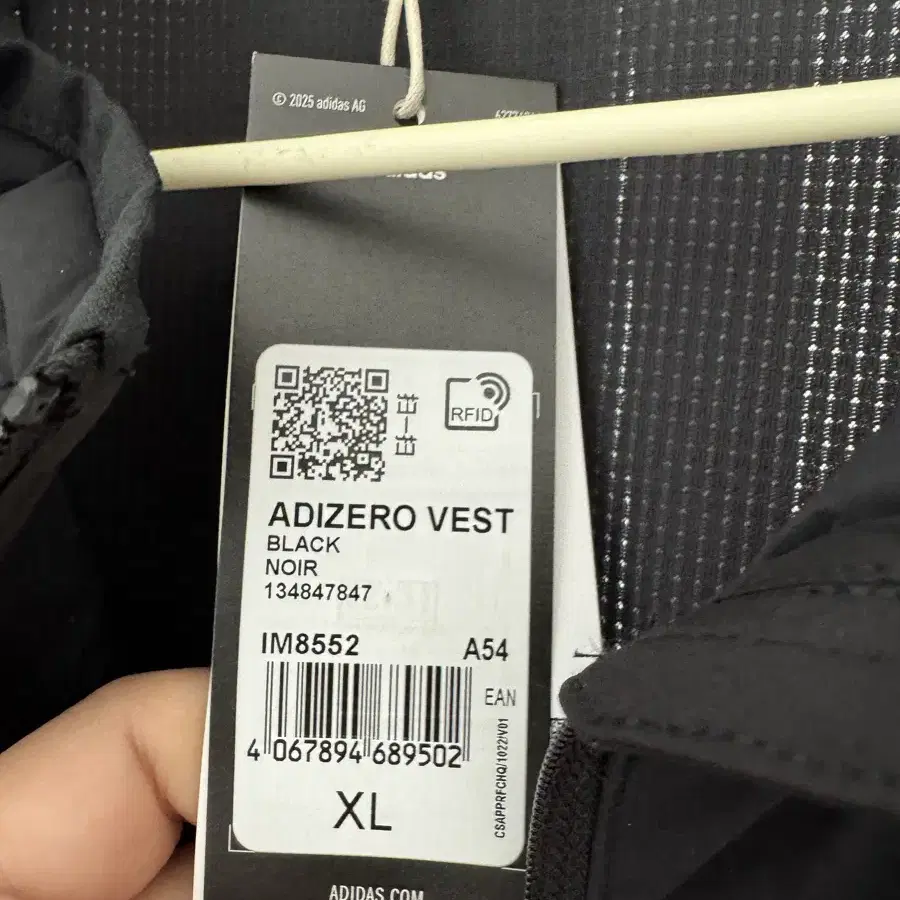 © 2025 adidas AG
RFID
ADIZERO VEST
BLACK
NOIR
134847847
IM8552 A54
EAN
4 067894 689502
CSAPPRFCHQ/1022/V01
XL
ADIDAS.COM